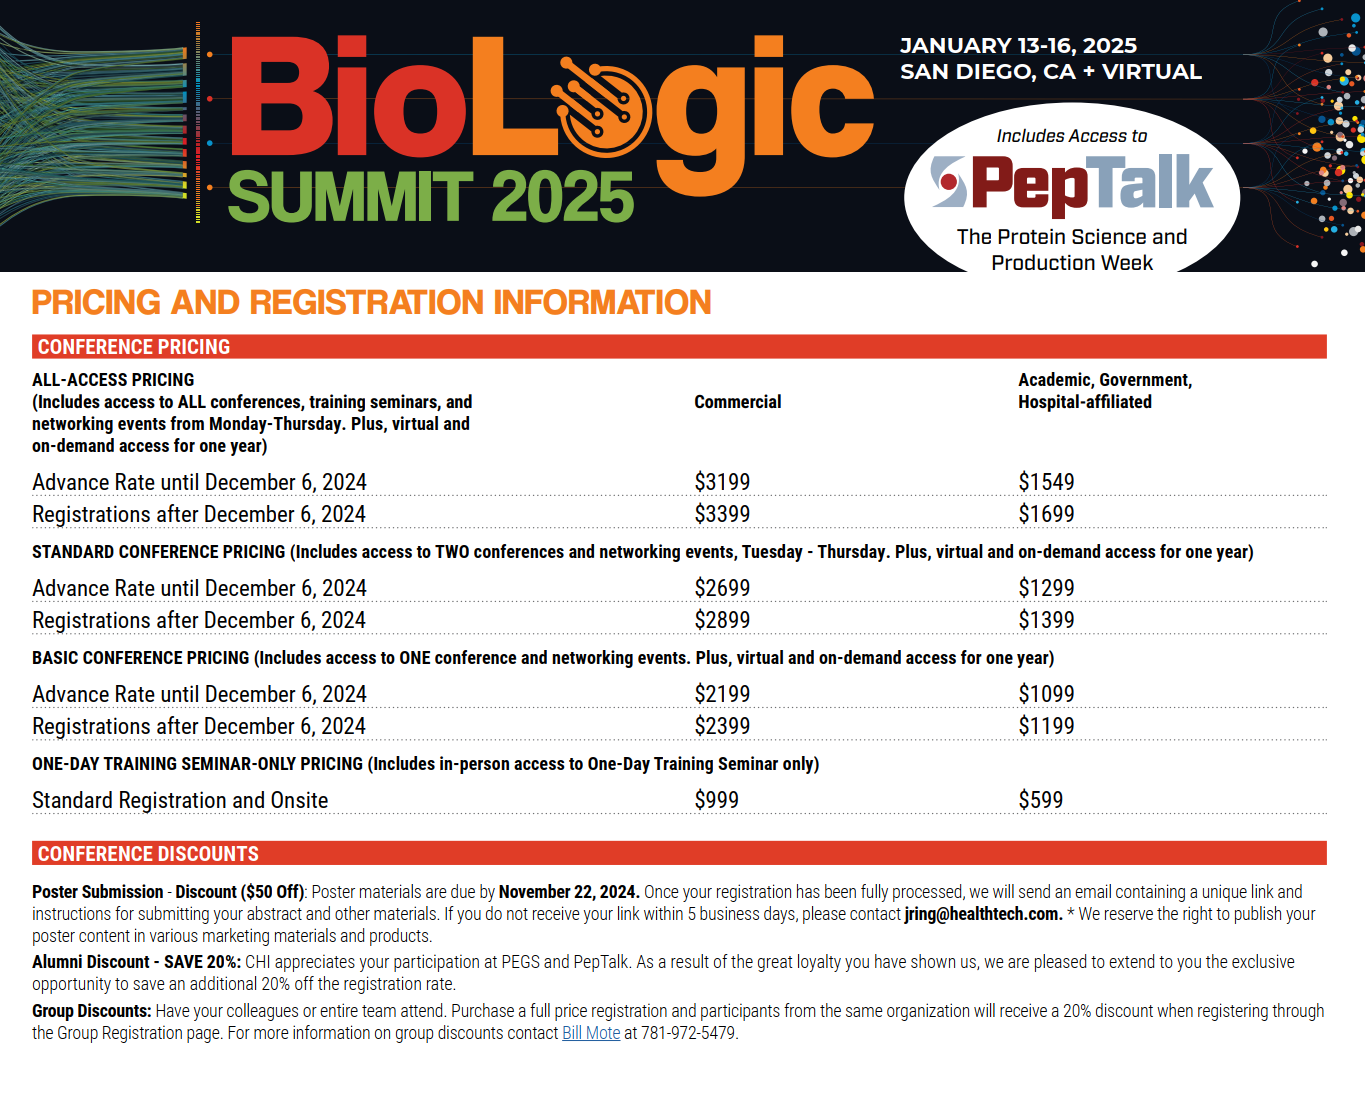 BioLogic
SUMMIT 2025
JANUARY 13-16, 2025
SAN DIEGO, CA + VIRTUAL
Includes Access to
PepTalk
The Protein Science and
Production Week
PRICING AND REGISTRATION INFORMATION
CONFERENCE PRICING
ALL-ACCESS PRICING
(Includes access to ALL conferences, training seminars, and
networking events from Monday-Thursday. Plus, virtual and
on-demand access for one year)
Commercial
Academic, Government,
Hospital-affiliated
Advance Rate until December 6, 2024 $3199 $1549
Registrations after December 6, 2024 $3399 $1699
STANDARD CONFERENCE PRICING (Includes access to TWO conferences and networking events, Tuesday - Thursday. Plus, virtual and on-demand access for one year)
Advance Rate until December 6, 2024 $2699 $1299
Registrations after December 6, 2024 $2899 $1399
BASIC CONFERENCE PRICING (Includes access to ONE conference and networking events. Plus, virtual and on-demand access for one year)
Advance Rate until December 6, 2024 $2199 $1099
Registrations after December 6, 2024 $2399 $1199
ONE-DAY TRAINING SEMINAR-ONLY PRICING (Includes in-person access to One-Day Training Seminar only)
Standard Registration and Onsite $999 $599
CONFERENCE DISCOUNTS
Poster Submission - Discount ($50 Off): Poster materials are due by November 22, 2024. Once your registration has been fully processed, we will send an email containing a unique link and
instructions for submitting your abstract and other materials. If you do not receive your link within 5 business days, please contact jring@healthtech.com. * We reserve the right to publish your
poster content in various marketing materials and products.
Alumni Discount - SAVE 20%: CHI appreciates your participation at PEGS and PepTalk. As a result of the great loyalty you have shown us, we are pleased to extend to you the exclusive
opportunity to save an additional 20% off the registration rate.
Group Discounts: Have your colleagues or entire team attend. Purchase a full price registration and participants from the same organization will receive a 20% discount when registering through
the Group Registration page. For more information on group discounts contact Bill Mote at 781-972-5479.